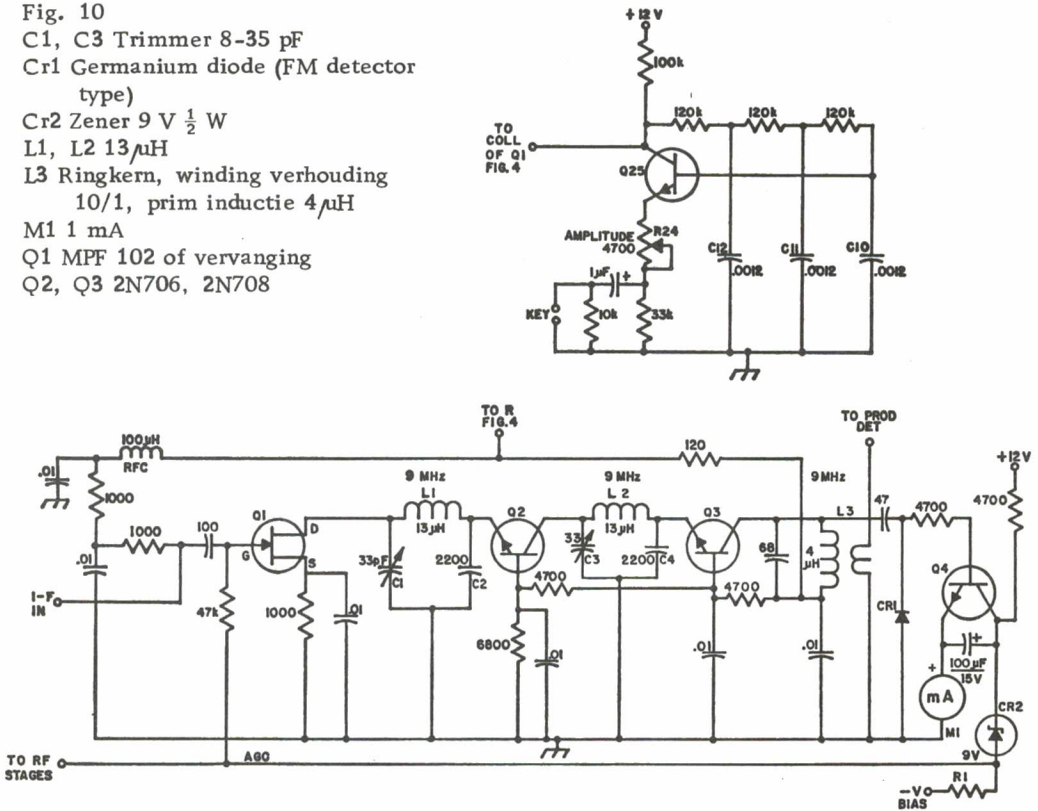 Fig. 10
C1, C3 Trimmer 8-35 pF
Cr1 Germanium diode (FM detector
type)
Cr2 Zener 9 V ½ W
L1, L2 13 µH
L3 Ringkern, winding verhouding
10/1, prim inductie 4 µH
M1 1 mA
Q1 MPF 102 of vervanging
Q2, Q3 2N706, 2N708
+12V
100k
120k
120k
120k
TO
COLL
OF Q1
FIG. 4
Q25
AMPLITUDE
4700
R24
C12
.0012
C11
.0012
C10
.0012
1µF
+
KEY
10k
33k
TO R
FIG. 4
TO PROD
DET
100µH
RFC
.01
1000
1000
.01
I-F
IN
100
47k
Q1
G
D
S
1000
.01
9 MHz
L1
13µH
33pF
C1
2200
C2
Q2
4700
6800
.01
120
9 MHz
L2
13µH
33
C3
2200
C4
Q3
4700
.01
9MHz
68
4
µH
L3
.01
47
4700
CR1
Q4
+12V
4700
+
100µF
15V
+
mA
M1
CR2
9V
R1
-V
BIAS
TO RF
STAGES
AGC